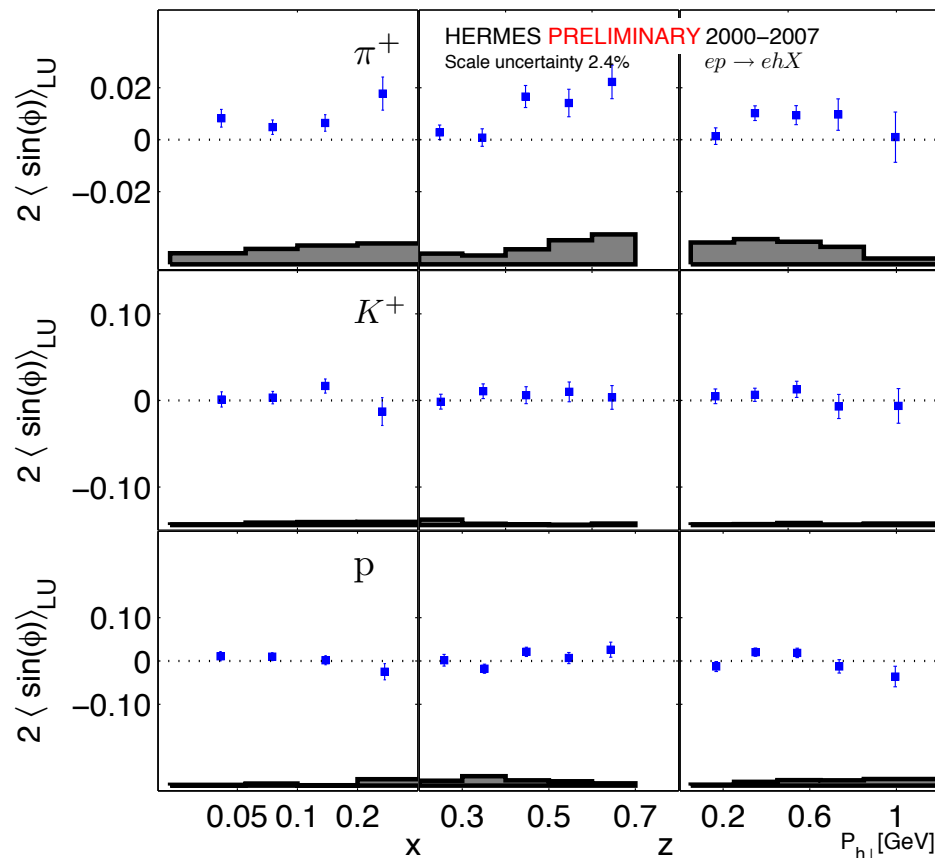 HERMES PRELIMINARY 2000−2007
Scale uncertainty 2.4%
ep → ehX
π+
2 ⟨ sin(ϕ)⟩LU
0.02
0
−0.02
K+
2 ⟨ sin(ϕ)⟩LU
0.10
0
−0.10
p
2 ⟨ sin(ϕ)⟩LU
0.10
0
−0.10
0.05 0.1 0.2
0.3 0.5 0.7
0.2 0.6 1
x
z
Ph⊥[GeV]